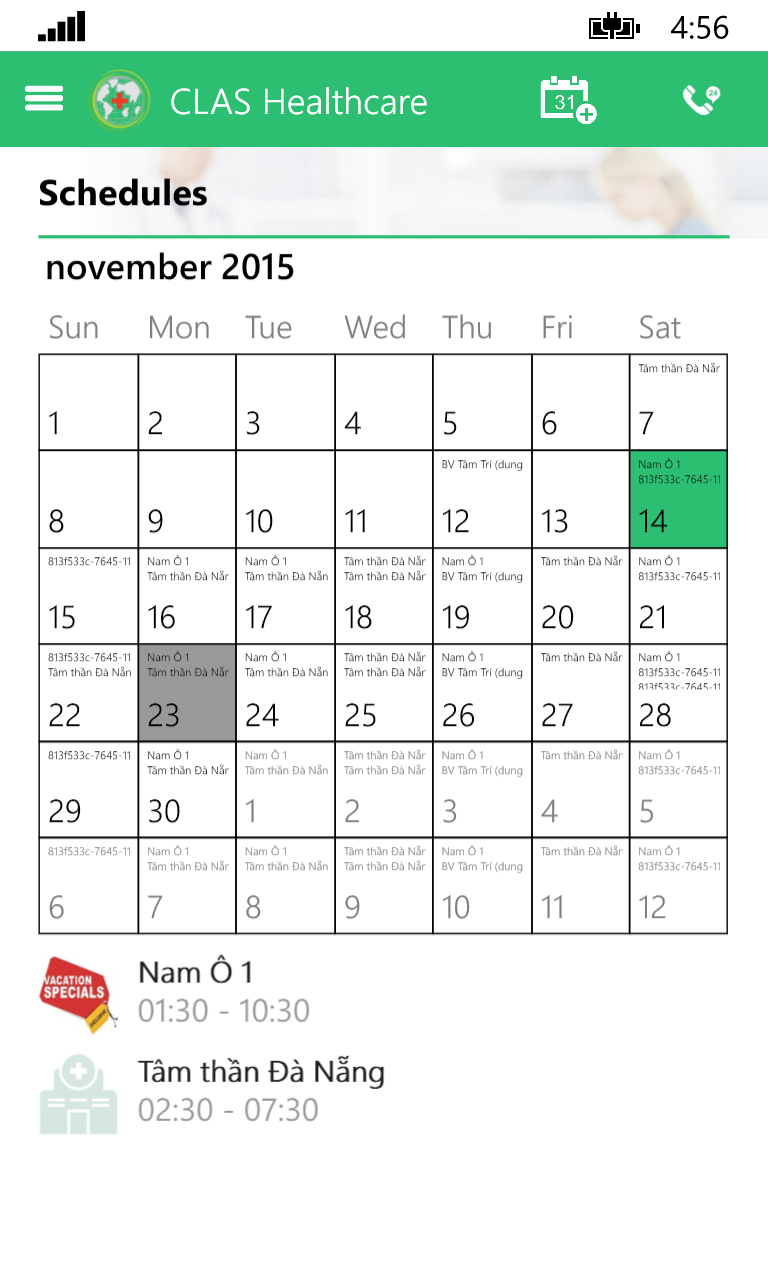 4:56
31
24
CLAS Healthcare
Schedules
november 2015
Sun Mon Tue Wed Thu Fri Sat
Tâm thần Đà Nẵn
1 2 3 4 5 6 7
BV Tâm Trí (dung Nam Ô 1
813f533c-7645-11
8 9 10 11 12 13 14
813f533c-7645-11 Nam Ô 1 Nam Ô 1 Tâm thần Đà Nẵn Nam Ô 1 Tâm thần Đà Nẵn Nam Ô 1
Tâm thần Đà Nẵn Tâm thần Đà Nẵn Tâm thần Đà Nẵn BV Tâm Trí (dung 813f533c-7645-11
15 16 17 18 19 20 21
813f533c-7645-11 Nam Ô 1 Nam Ô 1 Tâm thần Đà Nẵn Nam Ô 1 Tâm thần Đà Nẵn Nam Ô 1
Tâm thần Đà Nẵn Tâm thần Đà Nẵn Tâm thần Đà Nẵn Tâm thần Đà Nẵn BV Tâm Trí (dung 813f533c-7645-11
813f533c-7645-11
22 23 24 25 26 27 28
813f533c-7645-11 Nam Ô 1 Nam Ô 1 Tâm thần Đà Nẵn Nam Ô 1 Tâm thần Đà Nẵn Nam Ô 1
Tâm thần Đà Nẵn Tâm thần Đà Nẵn Tâm thần Đà Nẵn BV Tâm Trí (dung 813f533c-7645-11
29 30 1 2 3 4 5
813f533c-7645-11 Nam Ô 1 Nam Ô 1 Tâm thần Đà Nẵn Nam Ô 1 Tâm thần Đà Nẵn Nam Ô 1
Tâm thần Đà Nẵn Tâm thần Đà Nẵn Tâm thần Đà Nẵn BV Tâm Trí (dung 813f533c-7645-11
6 7 8 9 10 11 12
VACATION
SPECIALS
Nam Ô 1
01:30 - 10:30
Tâm thần Đà Nẵng
02:30 - 07:30